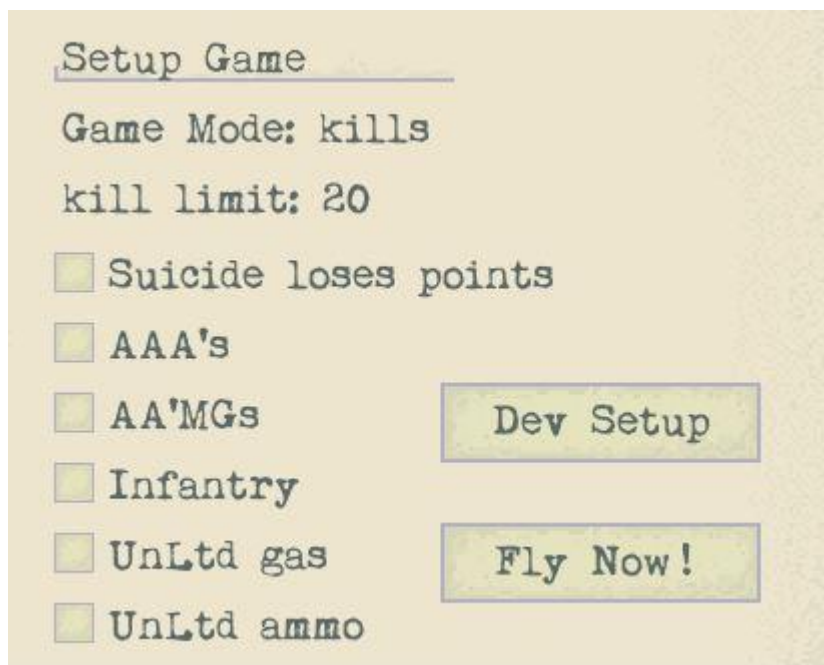 Setup Game
Game Mode: kills
kill limit: 20
Suicide loses points
AAA's
AA'MGs
Dev Setup
Infantry
UnLtd gas
Fly Now!
UnLtd ammo